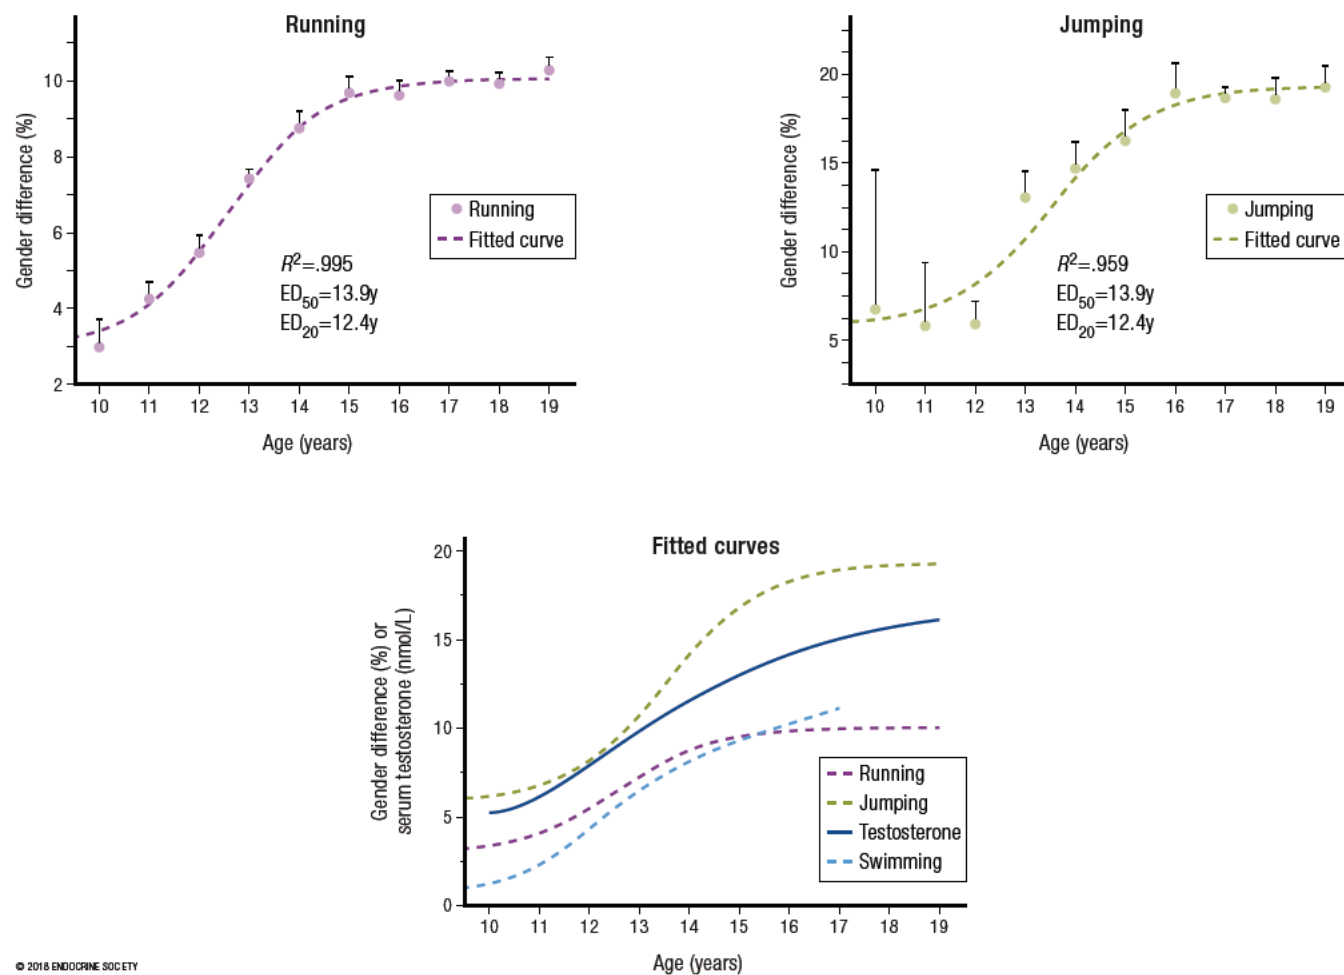 Running
Gender difference (%)
10
8
6
4
2
Running
Fitted curve
R²=.995
ED₅₀=13.9y
ED₂₀=12.4y
10 11 12 13 14 15 16 17 18 19
Age (years)
Jumping
Gender difference (%)
20
15
10
5
Jumping
Fitted curve
R²=.959
ED₅₀=13.9y
ED₂₀=12.4y
10 11 12 13 14 15 16 17 18 19
Age (years)
Fitted curves
Gender difference (%) or
serum testosterone (nmol/L)
20
15
10
5
0
Running
Jumping
Testosterone
Swimming
10 11 12 13 14 15 16 17 18 19
Age (years)
© 2018 ENDOCRINE SOCIETY